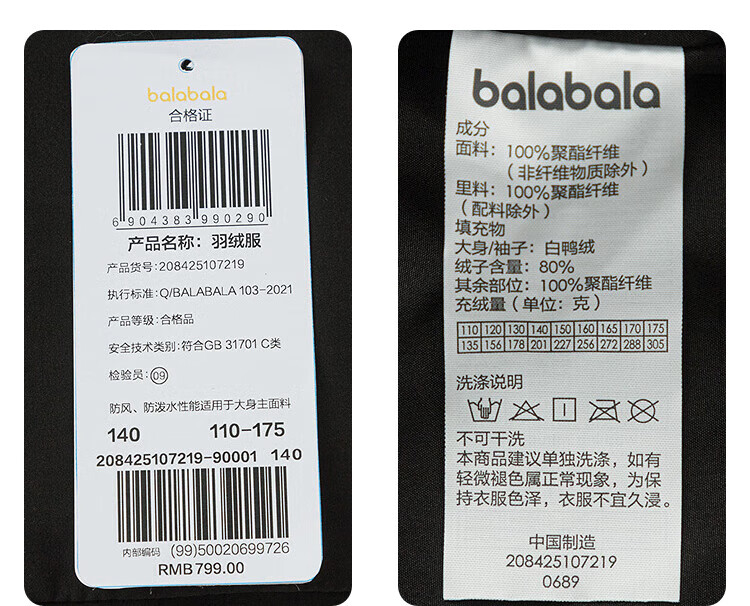 balabala
合格证
6 904383 990290
产品名称：羽绒服
产品货号：208425107219
执行标准：Q/BALABALA 103-2021
产品等级：合格品
安全技术类别：符合GB 31701 C类
检验员：09
防风、防泼水性能适用于大身主面料
140 110-175
208425107219-90001 140
内部编码 (99)50020699726
RMB799.00
balabala
成分
面料：100%聚酯纤维
（非纤维物质除外）
里料：100%聚酯纤维
（配料除外）
填充物
大身/袖子：白鸭绒
绒子含量：80%
其余部位：100%聚酯纤维
充绒量（单位：克）
110 120 130 140 150 160 165 170 175
135 156 178 201 227 256 272 288 305
洗涤说明
不可干洗
本商品建议单独洗涤，如有
轻微褪色属正常现象，为保
持衣服色泽，衣服不宜久浸。
中国制造
208425107219
0689